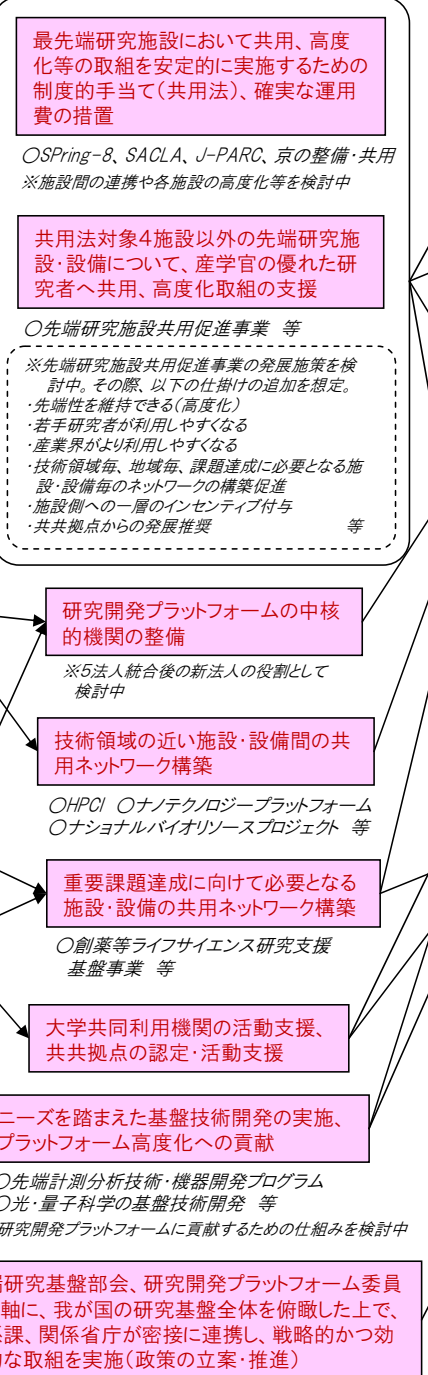 最先端研究施設において共用、高度
化等の取組を安定的に実施するための
制度的手当て(共用法)、確実な運用
費の措置
○SPring-8、SACLA、J-PARC、京の整備・共用
※施設間の連携や各施設の高度化等を検討中
共用法対象4施設以外の先端研究施
設・設備について、産学官の優れた研
究者へ共用、高度化取組の支援
○先端研究施設共用促進事業 等
※先端研究施設共用促進事業の発展施策を検
討中。その際、以下の仕掛けの追加を想定。
・先端性を維持できる(高度化)
・若手研究者が利用しやすくなる
・産業界がより利用しやすくなる
・技術領域毎、地域毎、課題達成に必要となる施
設・設備毎のネットワークの構築促進
・施設側への一層のインセンティブ付与
・共共拠点からの発展推奨 等
研究開発プラットフォームの中核
的機関の整備
※5法人統合後の新法人の役割として
検討中
技術領域の近い施設・設備間の共
用ネットワーク構築
○HPCI ○ナノテクノロジープラットフォーム
○ナショナルバイオリソースプロジェクト 等
重要課題達成に向けて必要となる
施設・設備の共用ネットワーク構築
○創薬等ライフサイエンス研究支援
基盤事業 等
大学共同利用機関の活動支援、
共共拠点の認定・活動支援
ニーズを踏まえた基盤技術開発の実施、
プラットフォーム高度化への貢献
○先端計測分析技術・機器開発プログラム
○光・量子科学の基盤技術開発 等
研究開発プラットフォームに貢献するための仕組みを検討中
研究基盤部会、研究開発プラットフォーム委員
軸に、我が国の研究基盤全体を俯瞰した上で、
課、関係省庁が密接に連携し、戦略的かつ効
な取組を実施(政策の立案・推進)